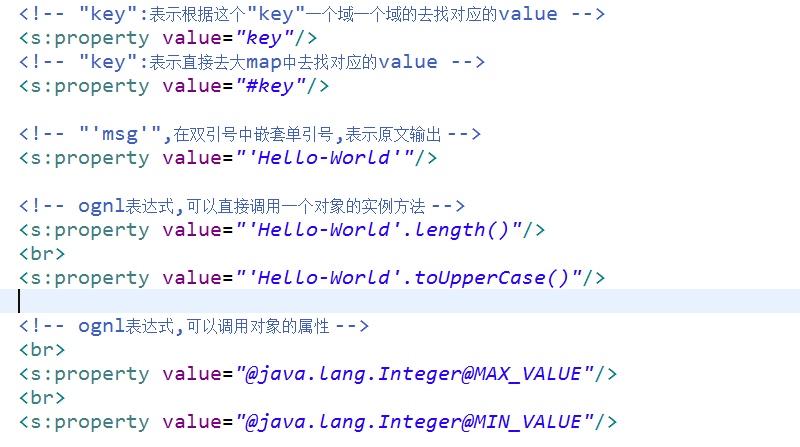 <!-- "key":表示根据这个"key"一个域一个域的去找对应的value -->
<s:property value="key"/>
<!-- "key":表示直接去大map中去找对应的value -->
<s:property value="#key"/>
<!-- "'msg'",在双引号中嵌套单引号,表示原文输出 -->
<s:property value="'Hello-World'"/>
<!-- ognl表达式,可以直接调用一个对象的实例方法 -->
<s:property value="'Hello-World'.length()"/>
<br>
<s:property value="'Hello-World'.toUpperCase()"/>
<!-- ognl表达式,可以调用对象的属性 -->
<br>
<s:property value="@java.lang.Integer@MAX_VALUE"/>
<br>
<s:property value="@java.lang.Integer@MIN_VALUE"/>